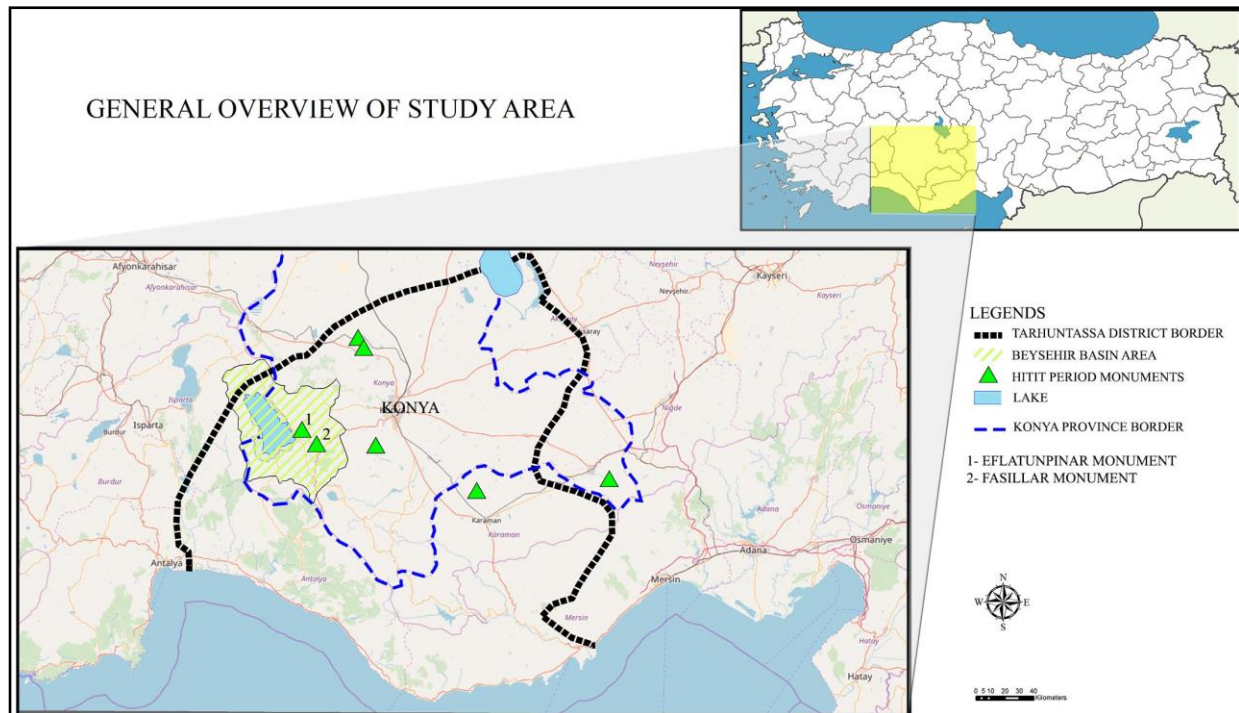 GENERAL OVERVIEW OF STUDY AREA
Afyonkarahisar
Afyonkarahisar
Nevşehir
Nevşehir
Kayseri
Kayseri
Aksaray
saray
Konya
KONYA
Isparta
Isparta
Burdur
Burdur
1
2
Niğde
Karaman
Karaman
Adana
Adana
Osmaniye
Osmaniye
Antalya
Antalya
Mersin
Mersin
Hatay
Hatay
LEGENDS
TARHUNTASSA DISTRICT BORDER
BEYSEHIR BASIN AREA
HITIT PERIOD MONUMENTS
LAKE
KONYA PROVINCE BORDER
1- EFLATUNPINAR MONUMENT
2- FASILLAR MONUMENT
N
W E
S
0 5 10 20 30 40
Kilometers